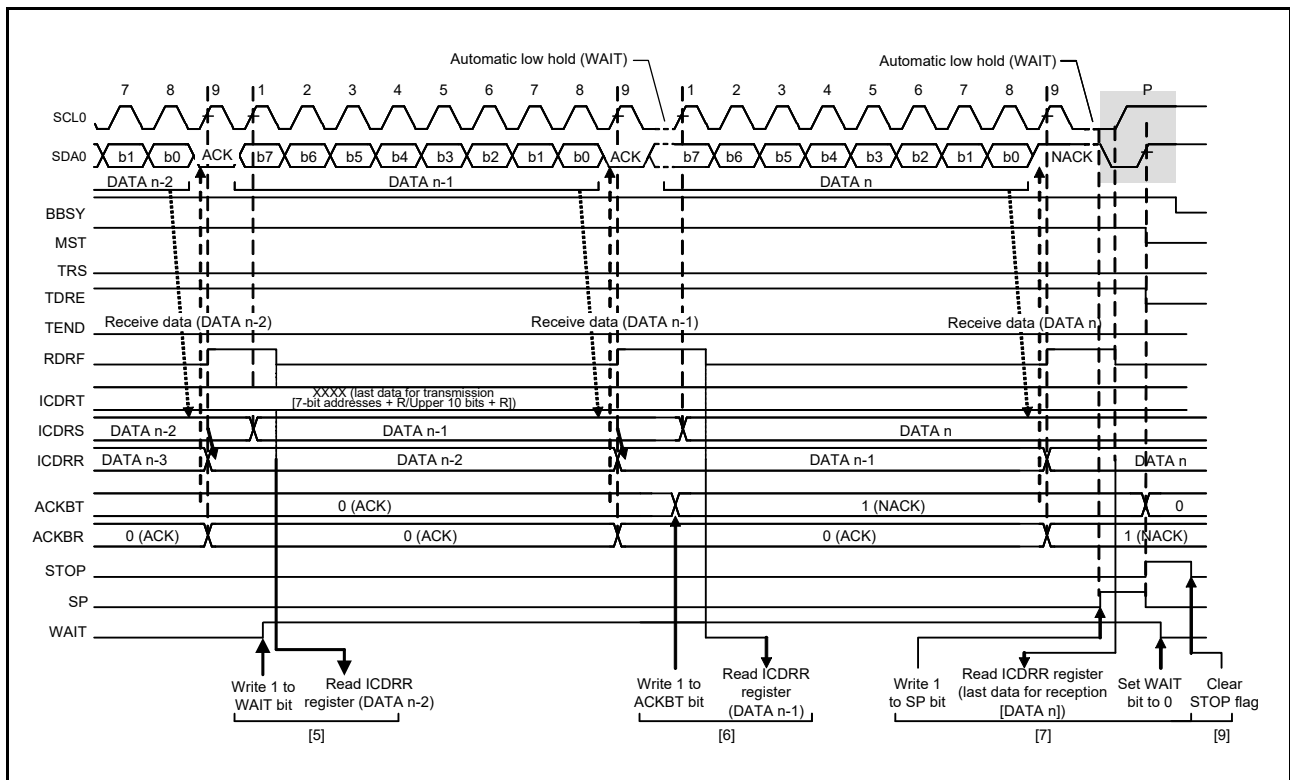 Automatic low hold (WAIT)
Automatic low hold (WAIT)
7 8 9 1 2 3 4 5 6 7 8 9 1 2 3 4 5 6 7 8 9 P
SCL0
SDA0 b1 b0 ACK b7 b6 b5 b4 b3 b2 b1 b0 ACK b7 b6 b5 b4 b3 b2 b1 b0 NACK
DATA n-2 DATA n-1 DATA n
BBSY
MST
TRS
TDRE
TEND Receive data (DATA n-2) Receive data (DATA n-1) Receive data (DATA n)
RDRF
XXXX (last data for transmission
ICDRT [7-bit addresses + R/Upper 10 bits + R])
ICDRS DATA n-2 DATA n-1 DATA n
ICDRR DATA n-3 DATA n-2 DATA n-1 DATA n
ACKBT 0 (ACK) 1 (NACK) 0
ACKBR 0 (ACK) 0 (ACK) 0 (ACK) 1 (NACK)
STOP
SP
WAIT
Write 1 to
WAIT bit
Read ICDRR
register (DATA n-2)
[5]
Write 1 to
ACKBT bit
Read ICDRR
register
(DATA n-1)
[6]
Write 1
to SP bit
Read ICDRR register
(last data for reception
[DATA n])
Set WAIT
bit to 0
[7]
Clear
STOP flag
[9]